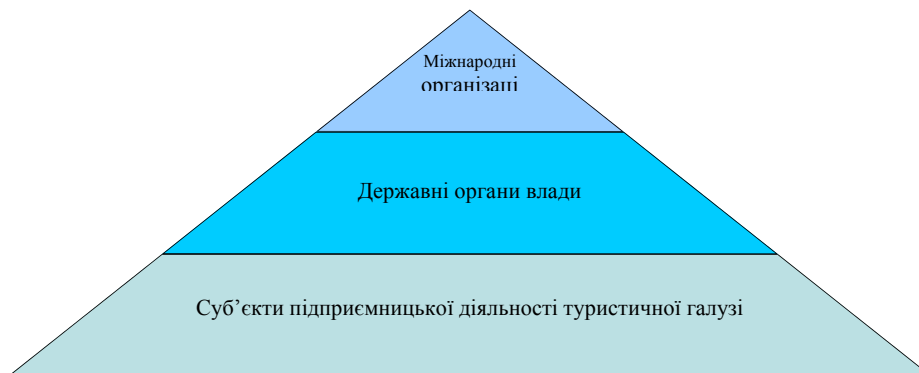 Міжнародні
організаці
Державні органи влади
Суб’єкти підприємницької діяльності туристичної галузі